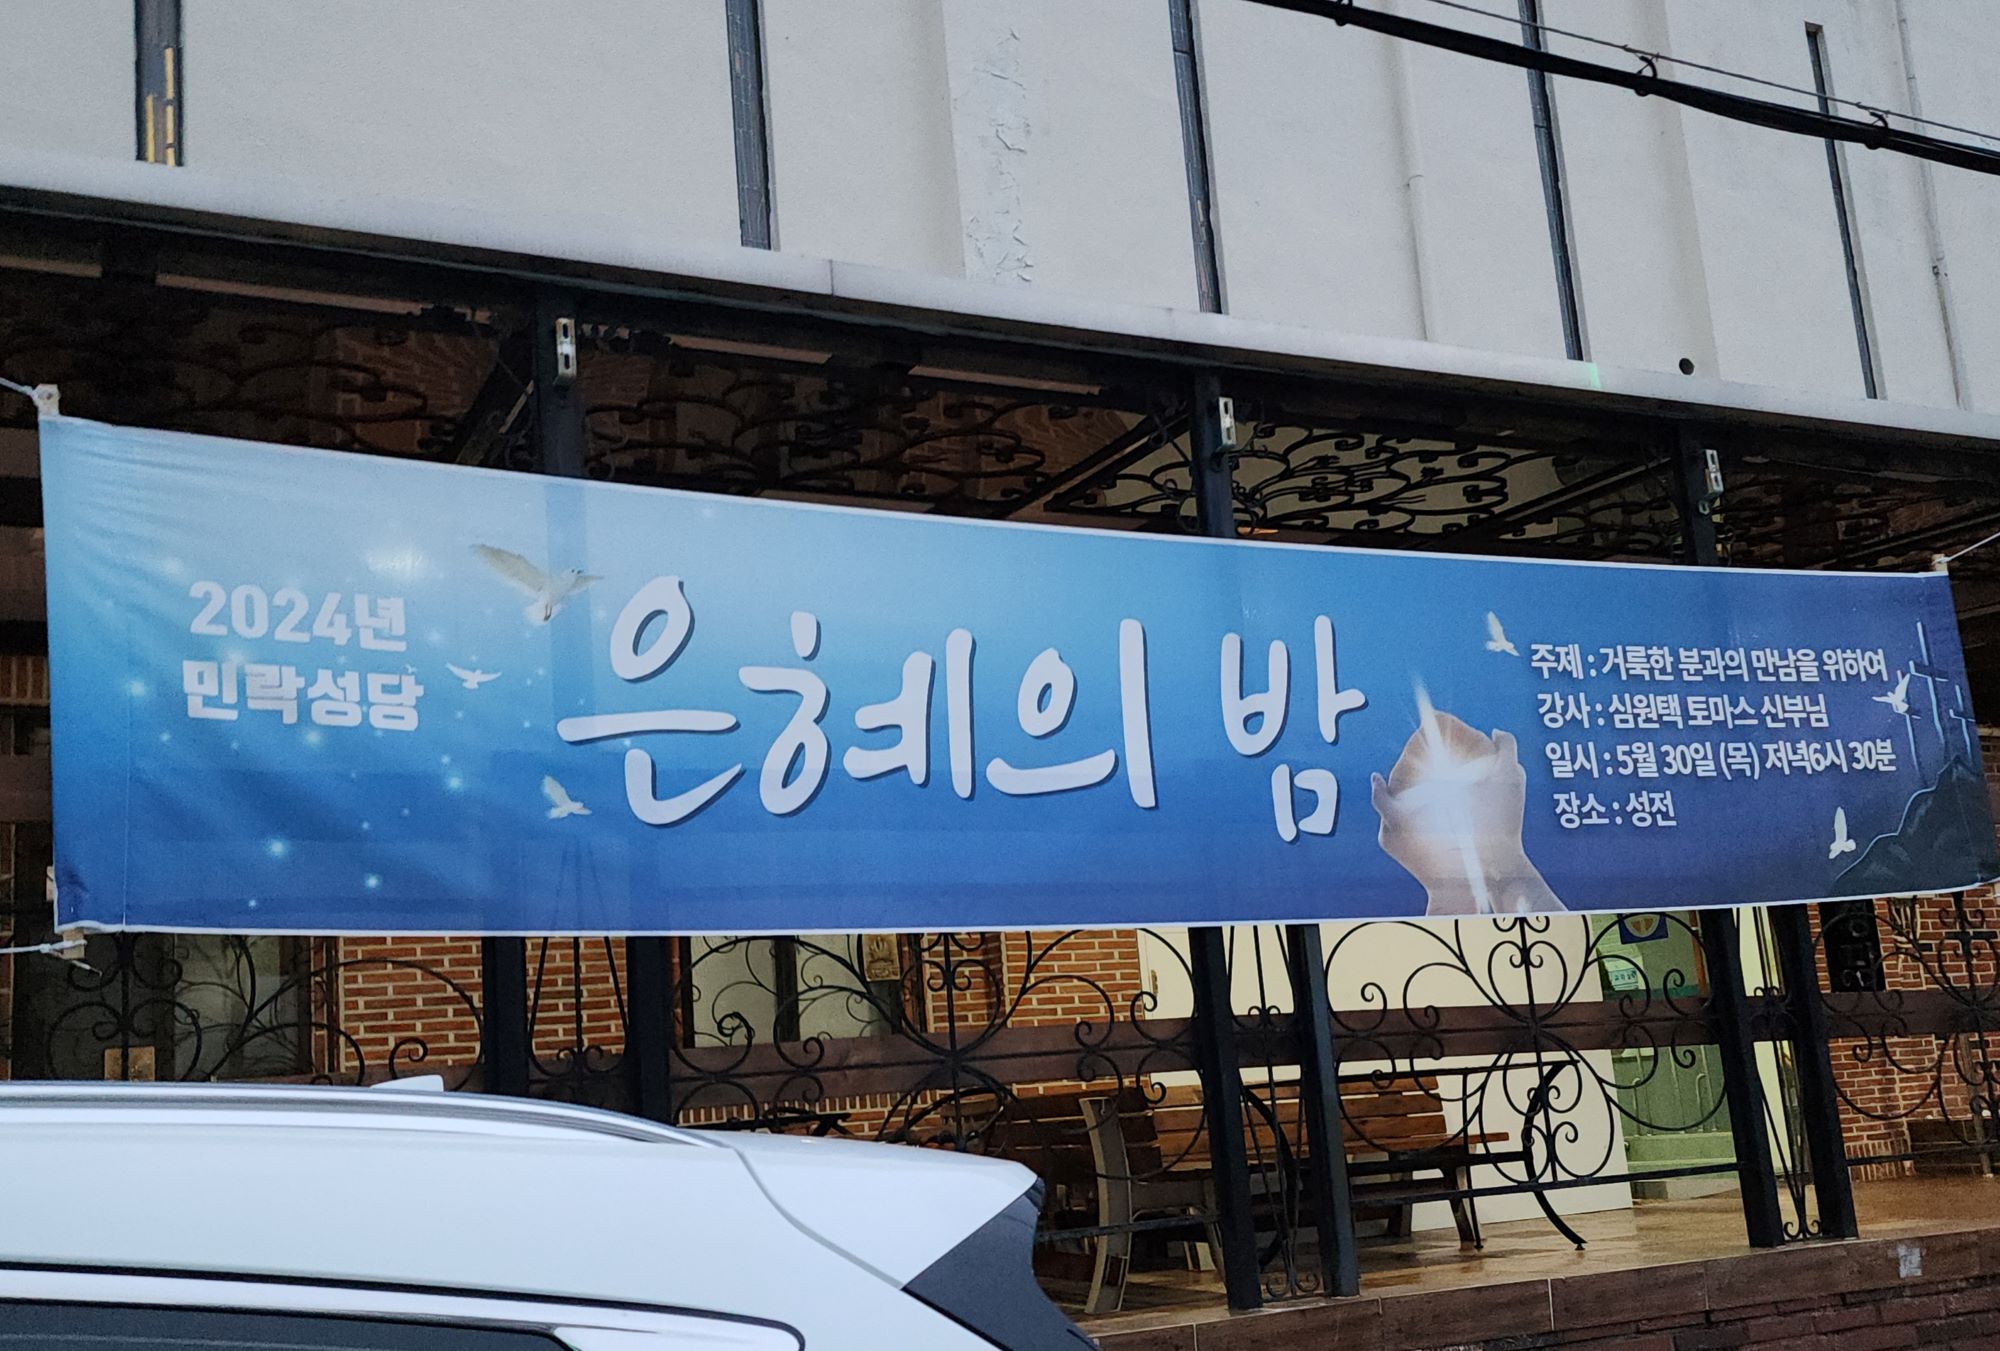 2024년
민락성당
은혜의 밤
주제 : 거룩한 분과의 만남을 위하여
강사 : 심원택 토마스 신부님
일시 : 5월 30일 (목) 저녁6시 30분
장소 : 성전